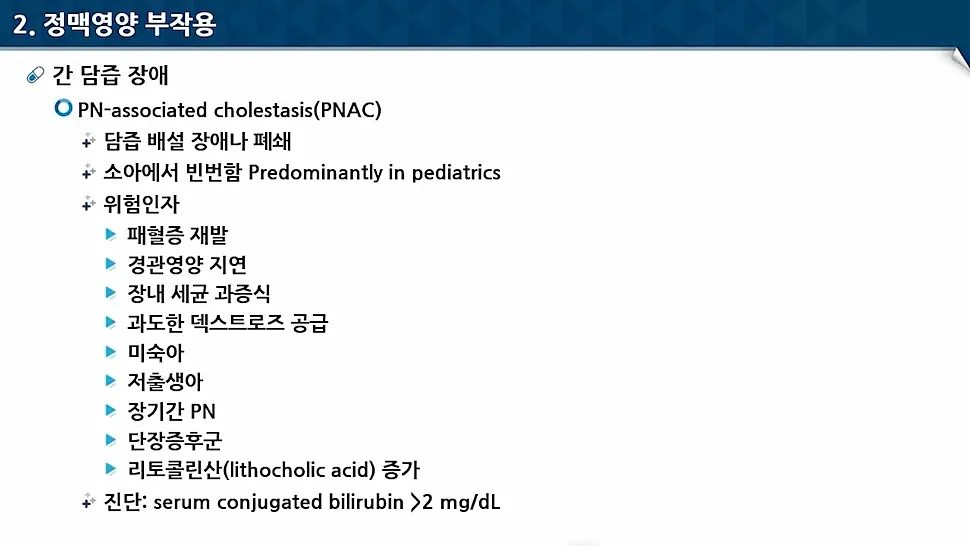 2. 정맥영양 부작용
간 담즙 장애
PN-associated cholestasis(PNAC)
담즙 배설 장애나 폐쇄
소아에서 빈번함 Predominantly in pediatrics
위험인자
패혈증 재발
경관영양 지연
장내 세균 과증식
과도한 덱스트로즈 공급
미숙아
저출생아
장기간 PN
단장증후군
리토콜린산(lithocholic acid) 증가
진단: serum conjugated bilirubin >2 mg/dL